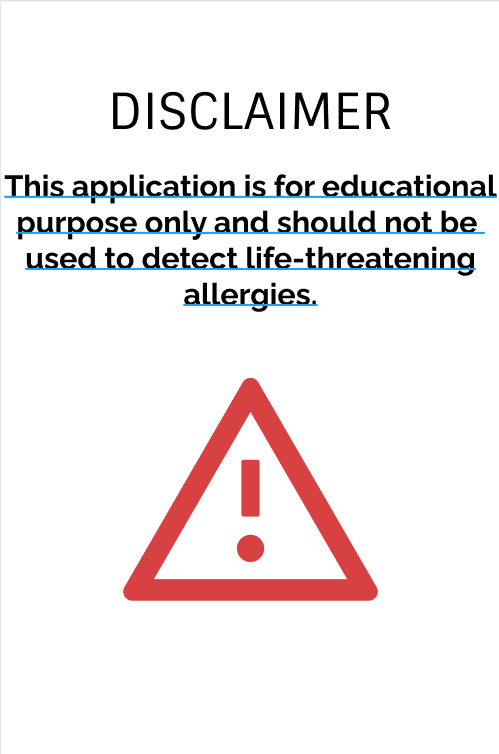 DISCLAIMER
This application is for educational
purpose only and should not be
used to detect life-threatening
allergies.